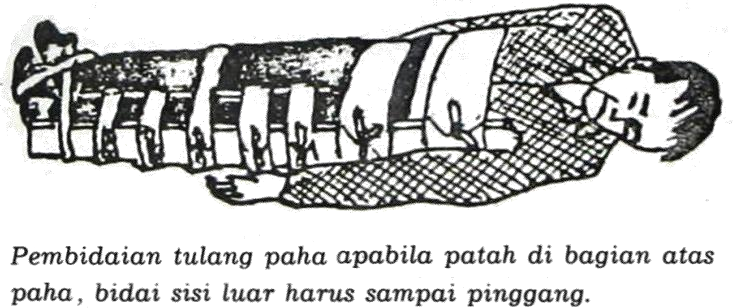 Pembidaian tulang paha apabila patah di bagian atas
paha, bidai sisi luar harus sampai pinggang.